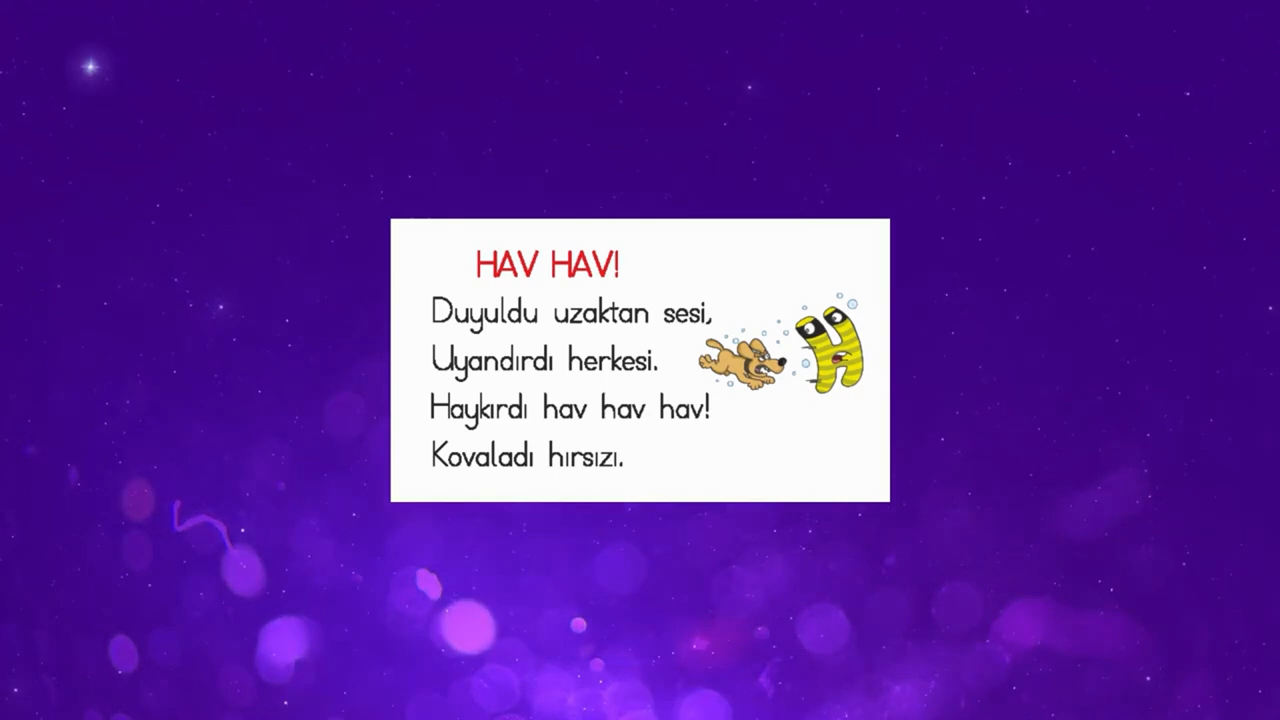 HAV HAV!
Duyuldu uzaktan sesi,
Uyandırdı herkesi.
Haykırdı hav hav hav!
Kovaladı hırsızı.